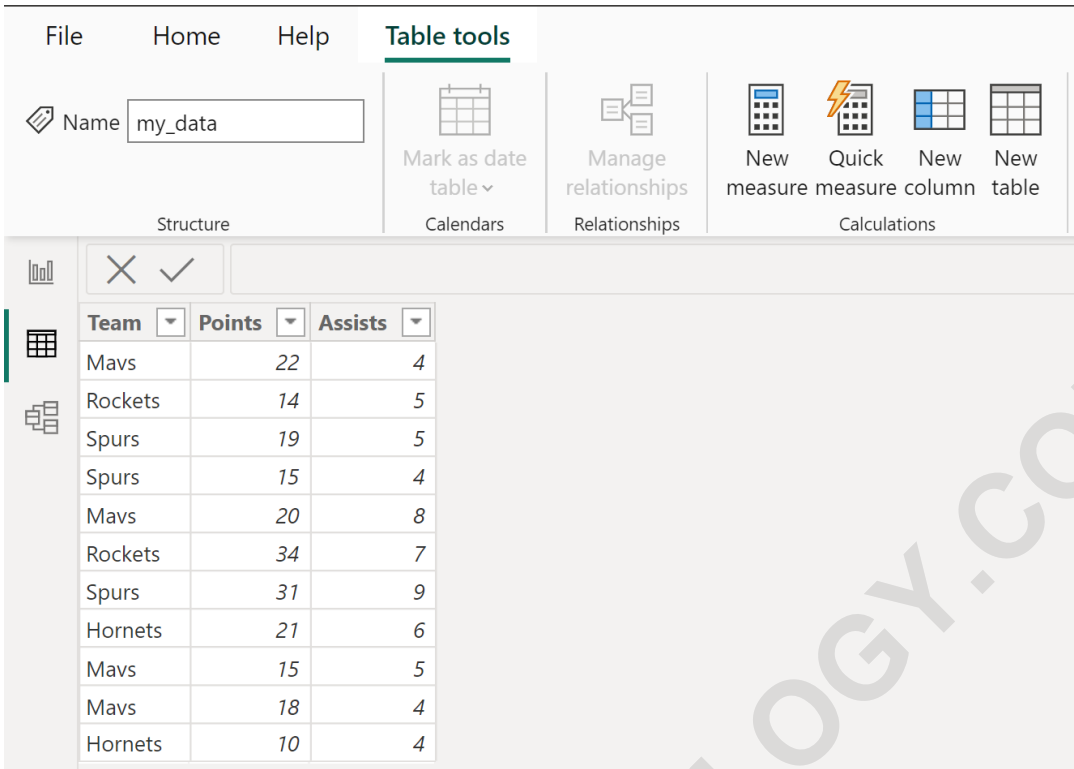 File Home Help Table tools
Name my_data
Mark as date table
Manage relationships
New measure
Quick measure
New column
New table
Structure Calendars Relationships Calculations
Team Points Assists
Mavs 22 4
Rockets 14 5
Spurs 19 5
Spurs 15 4
Mavs 20 8
Rockets 34 7
Spurs 31 9
Hornets 21 6
Mavs 15 5
Mavs 18 4
Hornets 10 4